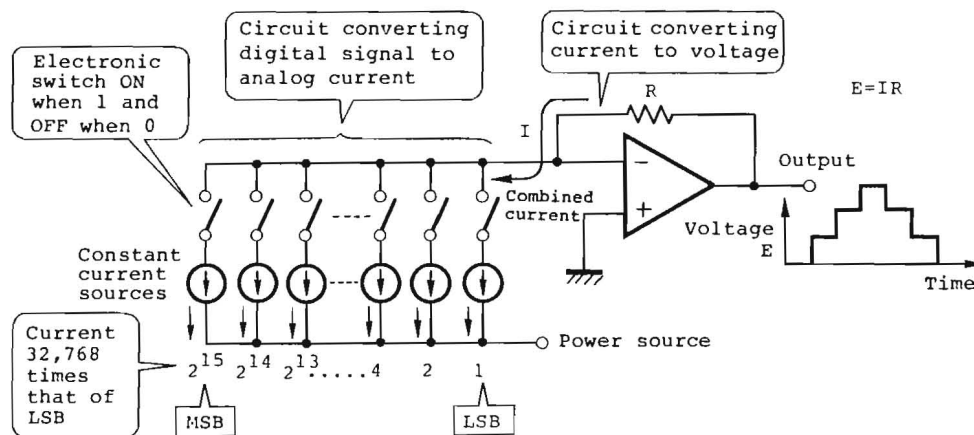 Electronic
switch ON
when 1 and
OFF when 0
Circuit converting
digital signal to
analog current
Circuit converting
current to voltage
R
E=IR
I
Combined
current
−
+
Output
Voltage
E
Time
Constant
current
sources
Power source
Current
32,768
times
that of
LSB
2^15 2^14 2^13.....4 2 1
MSB
LSB